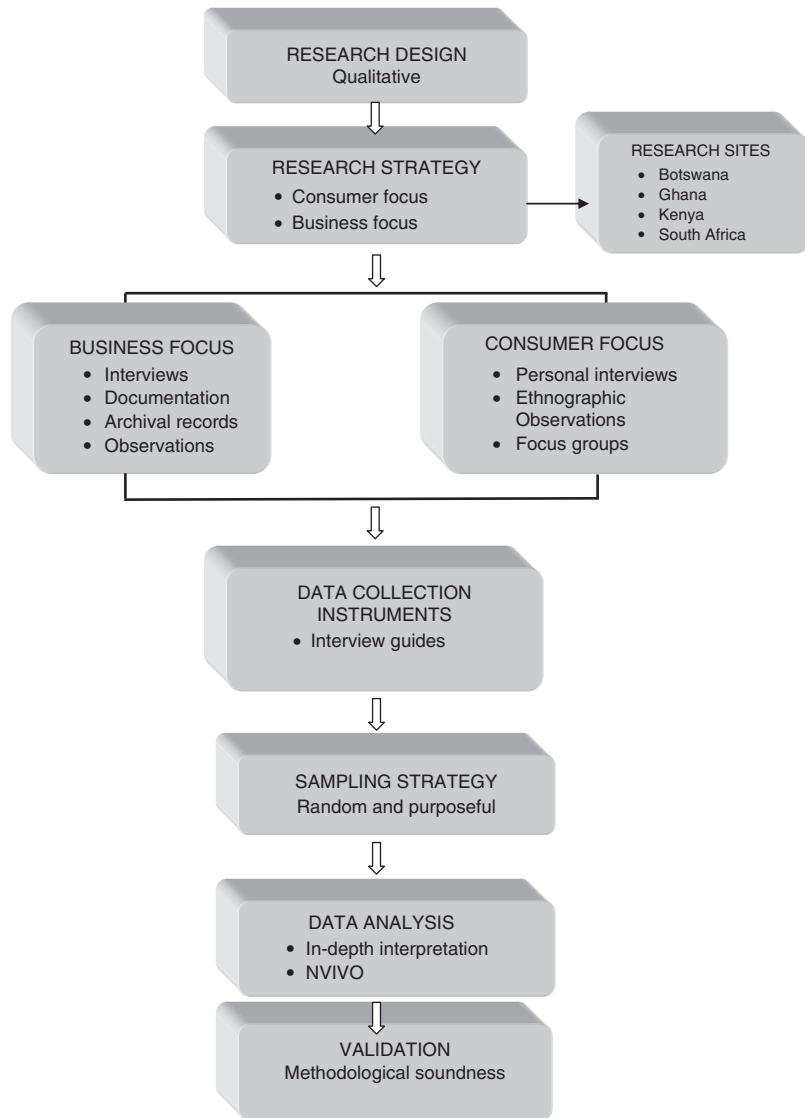 RESEARCH DESIGN
Qualitative
RESEARCH STRATEGY
• Consumer focus
• Business focus
RESEARCH SITES
• Botswana
• Ghana
• Kenya
• South Africa
BUSINESS FOCUS
• Interviews
• Documentation
• Archival records
• Observations
CONSUMER FOCUS
• Personal interviews
• Ethnographic
Observations
• Focus groups
DATA COLLECTION
INSTRUMENTS
• Interview guides
SAMPLING STRATEGY
Random and purposeful
DATA ANALYSIS
• In-depth interpretation
• NVIVO
VALIDATION
Methodological soundness